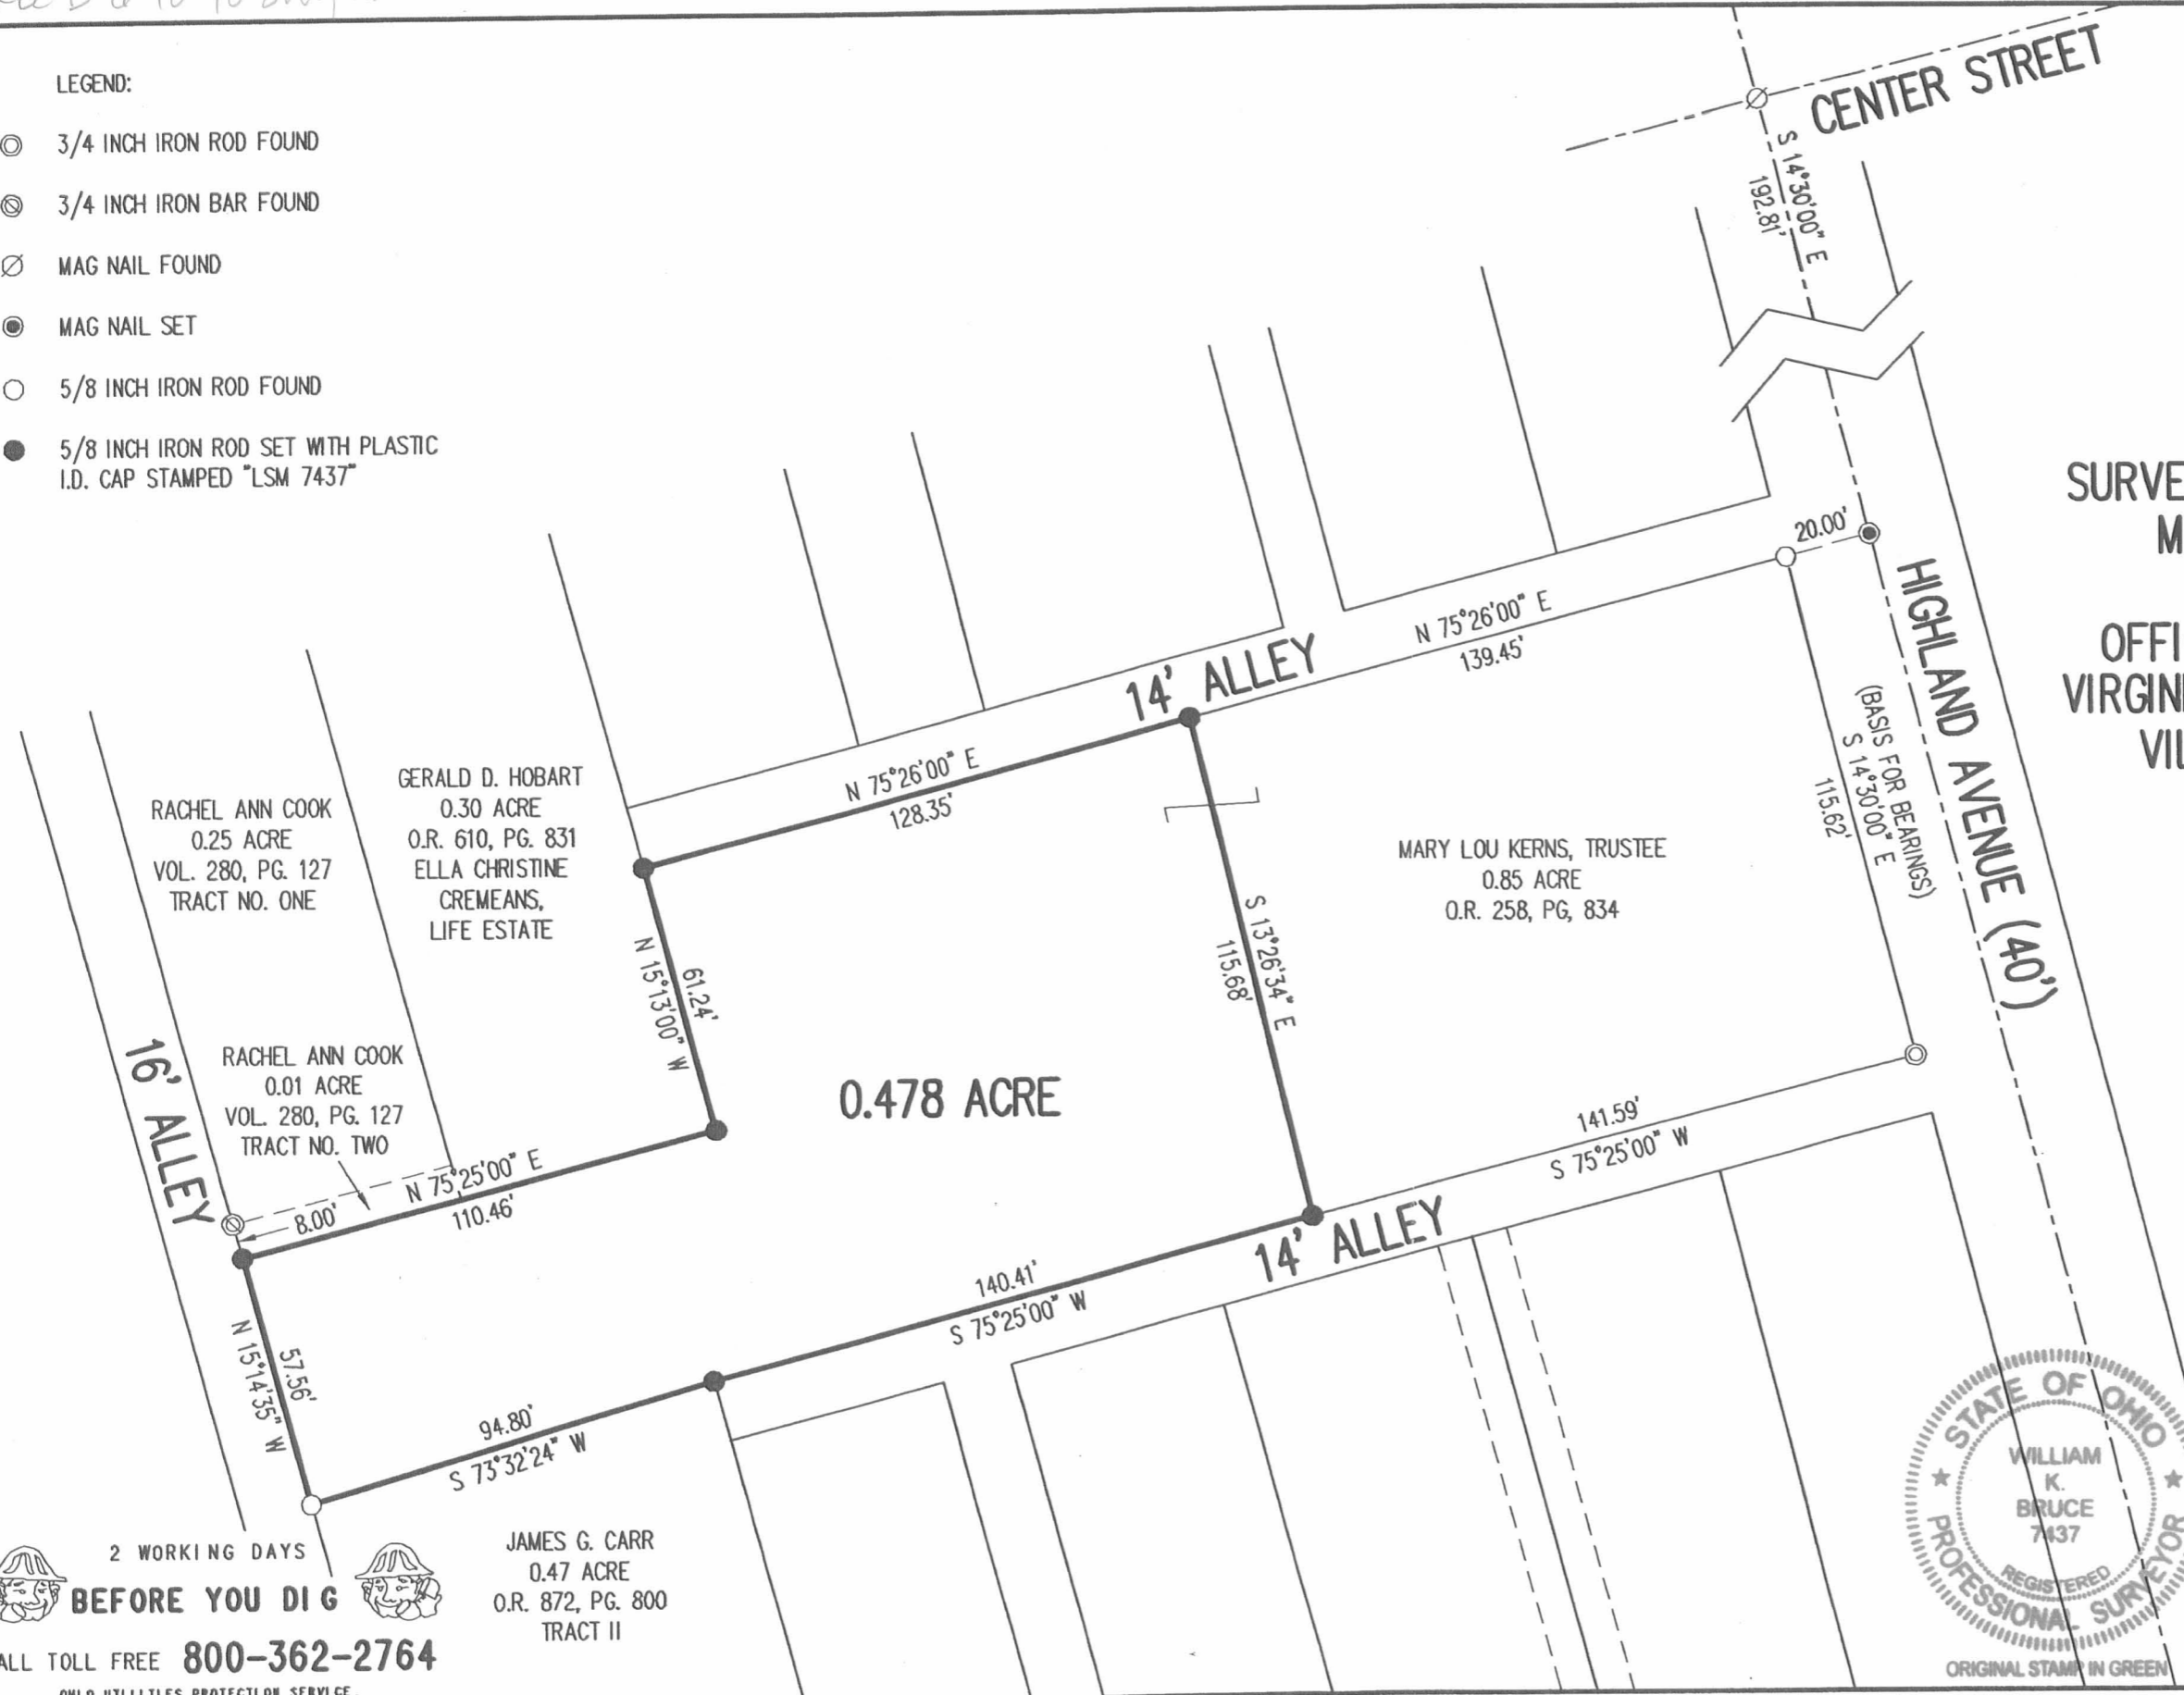 LEGEND:
3/4 INCH IRON ROD FOUND
3/4 INCH IRON BAR FOUND
MAG NAIL FOUND
MAG NAIL SET
5/8 INCH IRON ROD FOUND
5/8 INCH IRON ROD SET WITH PLASTIC
I.D. CAP STAMPED "LSM 7437"
CENTER STREET
S 14°30'00" E
192.81'
SURVE
M
OFFI
VIRGIN
VIL
20.00'
HIGHLAND AVENUE (40')
N 75°26'00" E
139.45'
14' ALLEY
N 75°26'00" E
128.35'
(BASIS FOR BEARINGS)
S 14°30'00" E
115.62'
RACHEL ANN COOK
0.25 ACRE
VOL. 280, PG. 127
TRACT NO. ONE
GERALD D. HOBART
0.30 ACRE
O.R. 610, PG. 831
ELLA CHRISTINE
CREMEANS,
LIFE ESTATE
MARY LOU KERNS, TRUSTEE
0.85 ACRE
O.R. 258, PG, 834
S 13°26'34" E
115.68'
61.24'
N 15°13'00" W
0.478 ACRE
16' ALLEY
RACHEL ANN COOK
0.01 ACRE
VOL. 280, PG. 127
TRACT NO. TWO
N 75°25'00" E
110.46'
8.00'
141.59'
S 75°25'00" W
14' ALLEY
140.41'
S 75°25'00" W
57.56'
N 15°14'35" W
94.80'
S 73°32'24" W
JAMES G. CARR
0.47 ACRE
O.R. 872, PG. 800
TRACT II
2 WORKING DAYS
BEFORE YOU DIG
ALL TOLL FREE 800-362-2764
OHIO UTILITIES PROTECTION SERVICE
STATE OF OHIO
WILLIAM
K.
BRUCE
7437
REGISTERED
PROFESSIONAL SURVEYOR
ORIGINAL STAMP IN GREEN